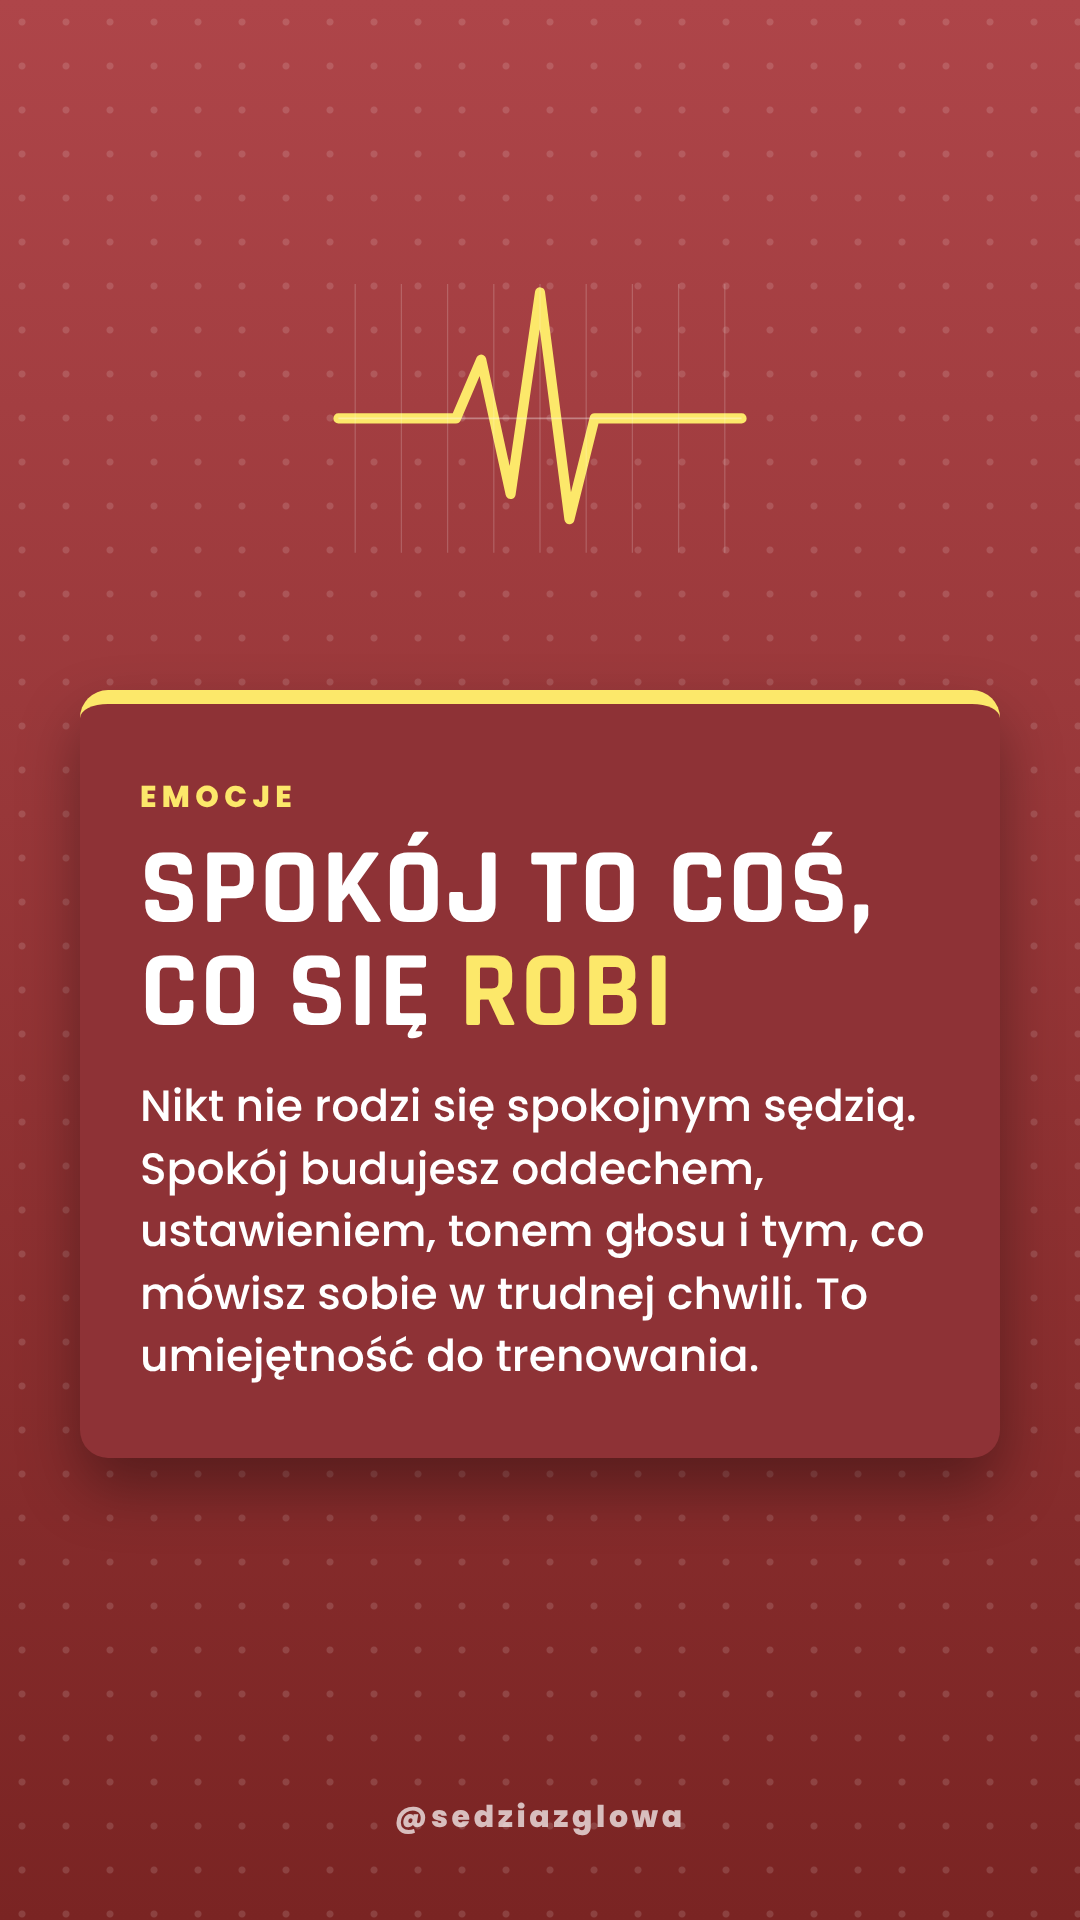 EMOCJE
SPOKÓJ TO COŚ,
CO SIĘ ROBI
Nikt nie rodzi się spokojnym sędzią.
Spokój budujesz oddechem,
ustawieniem, tonem głosu i tym, co
mówisz sobie w trudnej chwili. To
umiejętność do trenowania.
@sedziazglowa